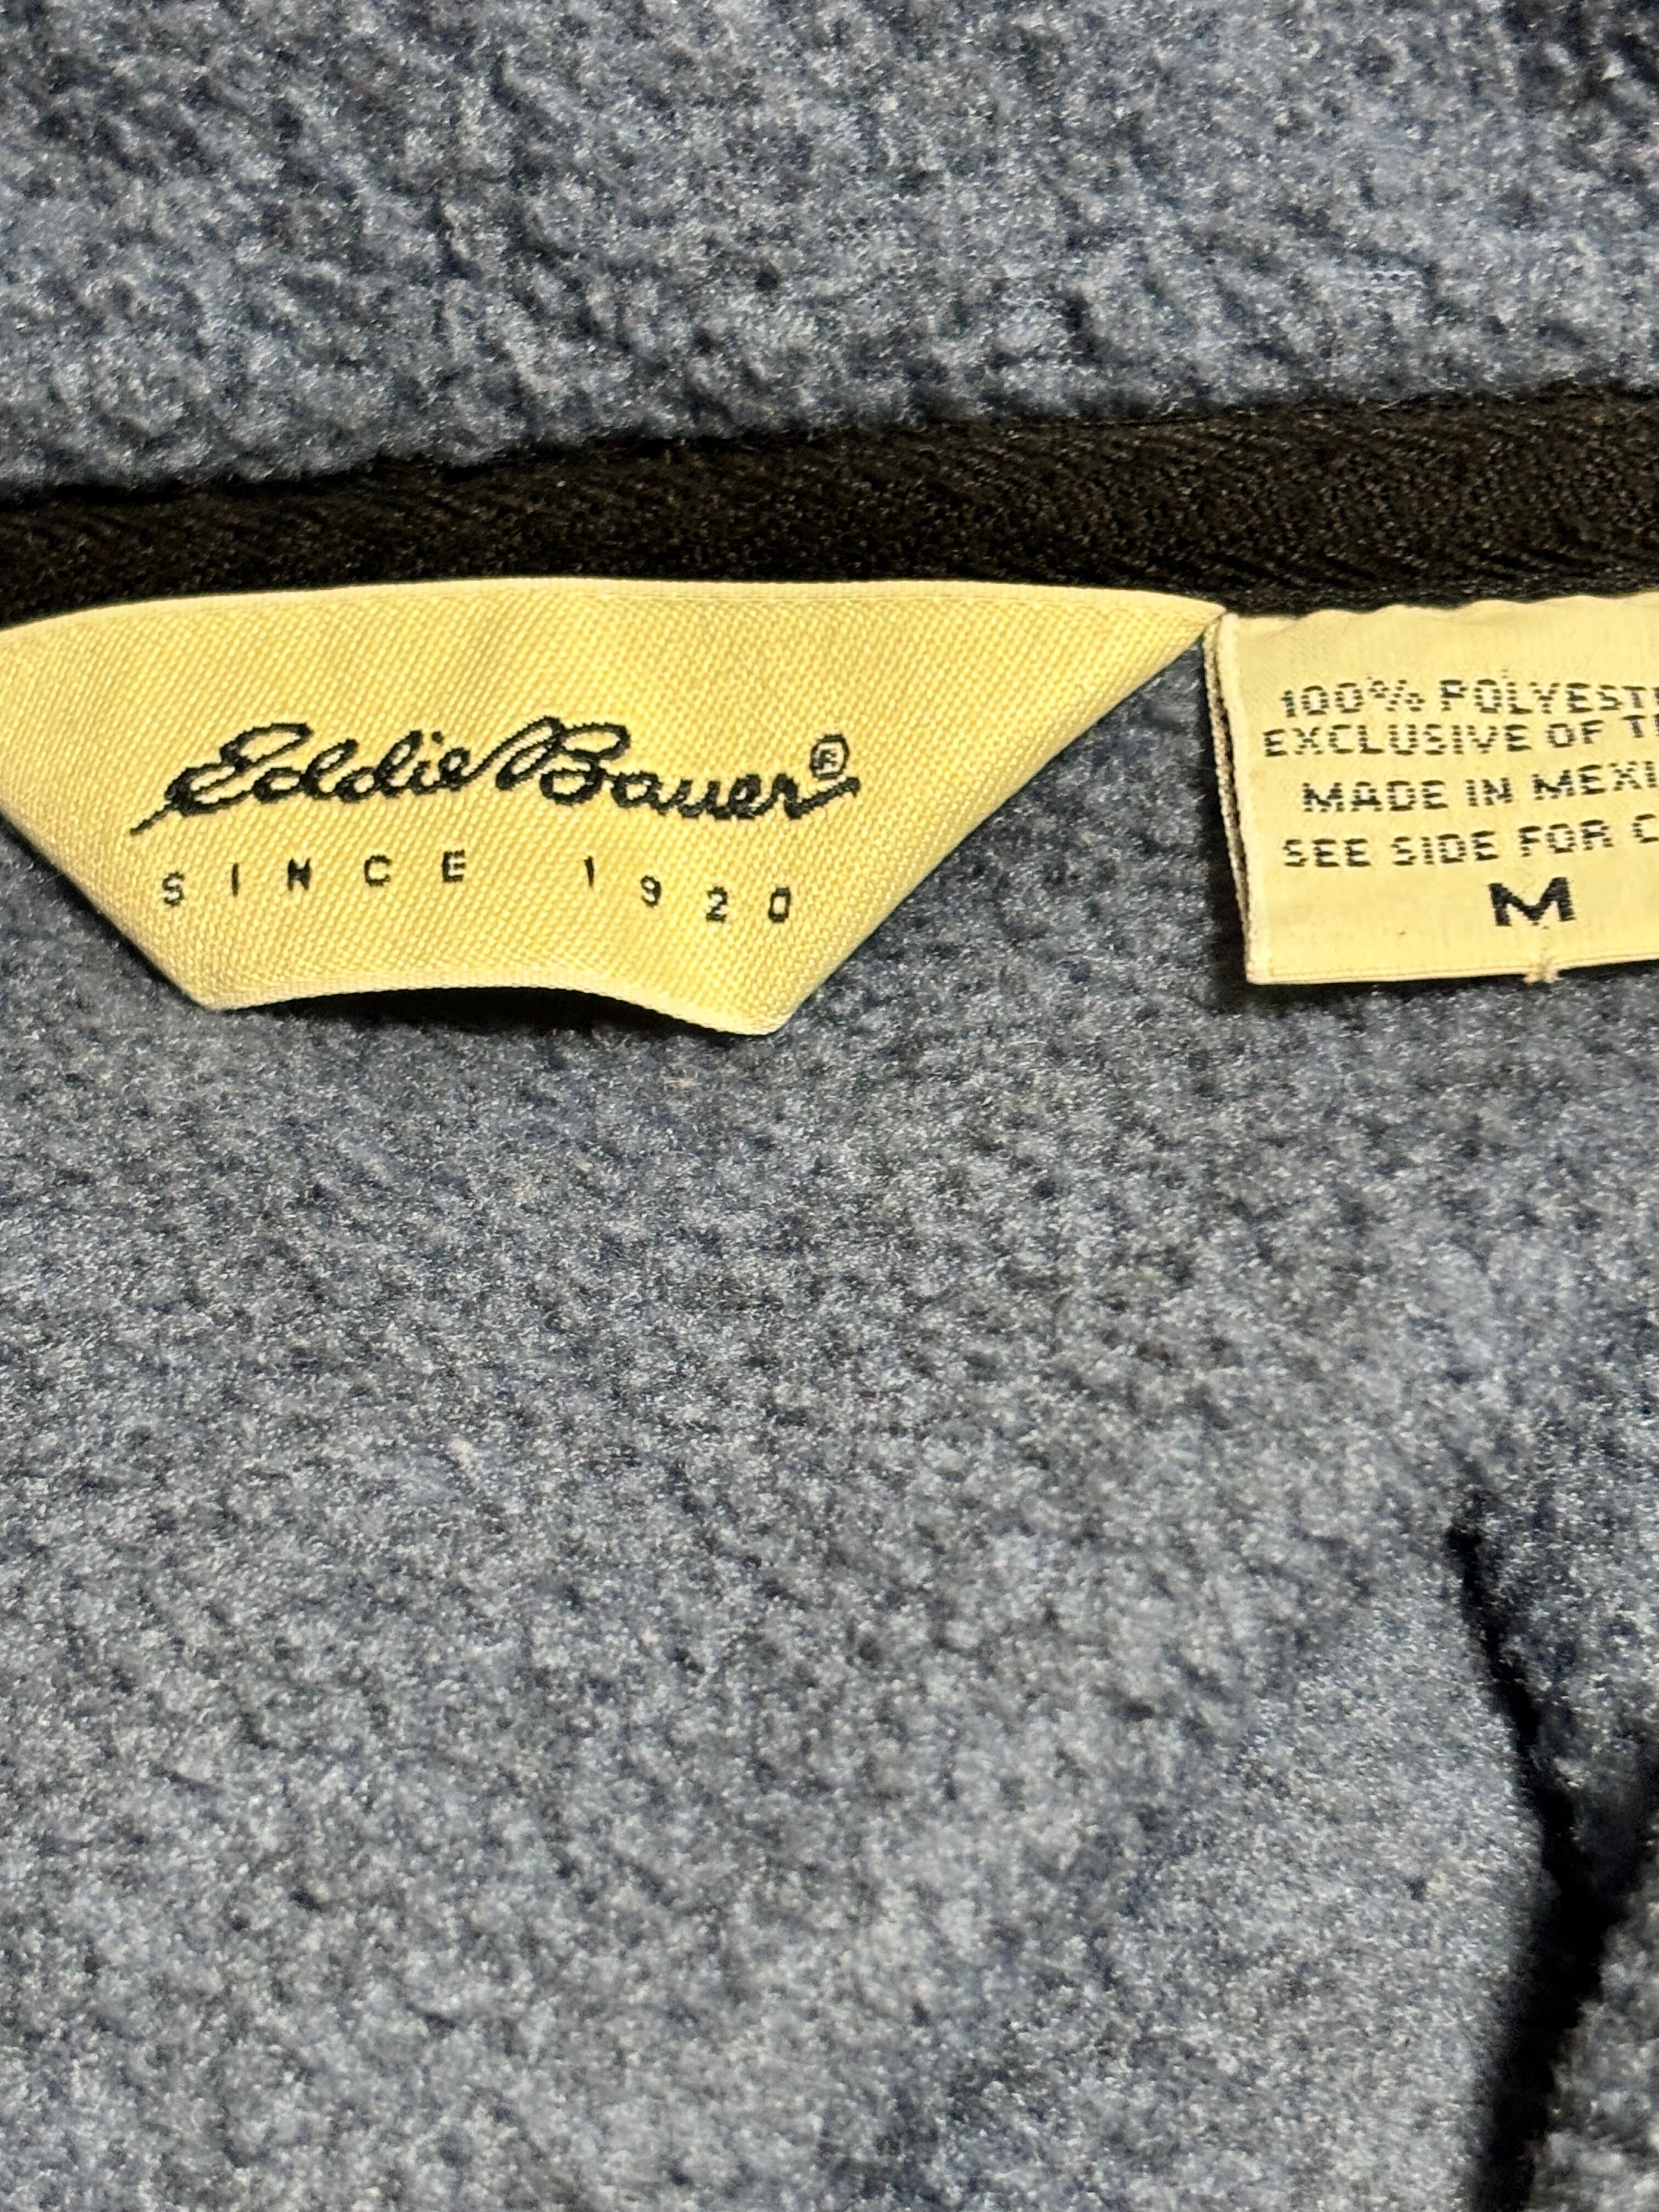 Eddie Bauer®
SINCE 1920
100% POLYEST
EXCLUSIVE OF
MADE IN MEXI
SEE SIDE FOR
M